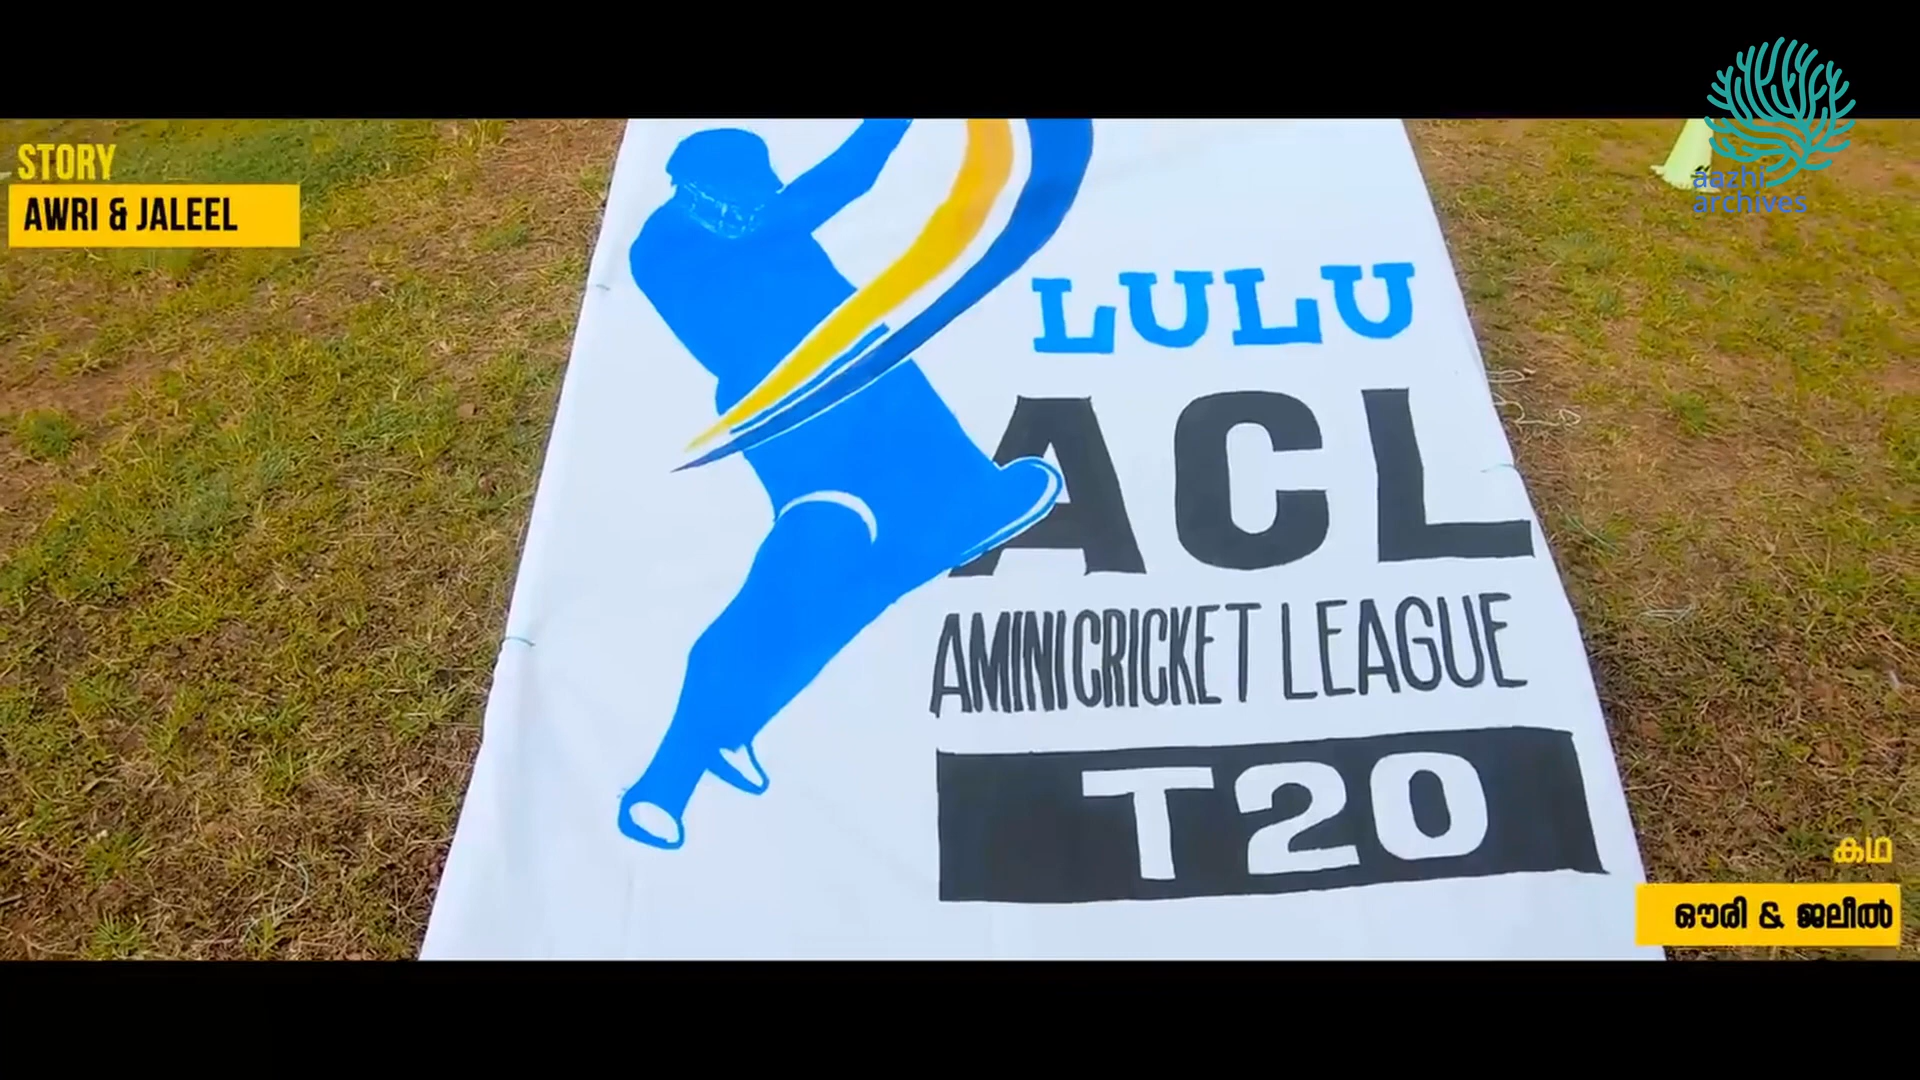 STORY
AWRI & JALEEL
aazhi
archives
LULU
ACL
AMINI CRICKET LEAGUE
T20
കഥ
ഔരി & ജലീൽ